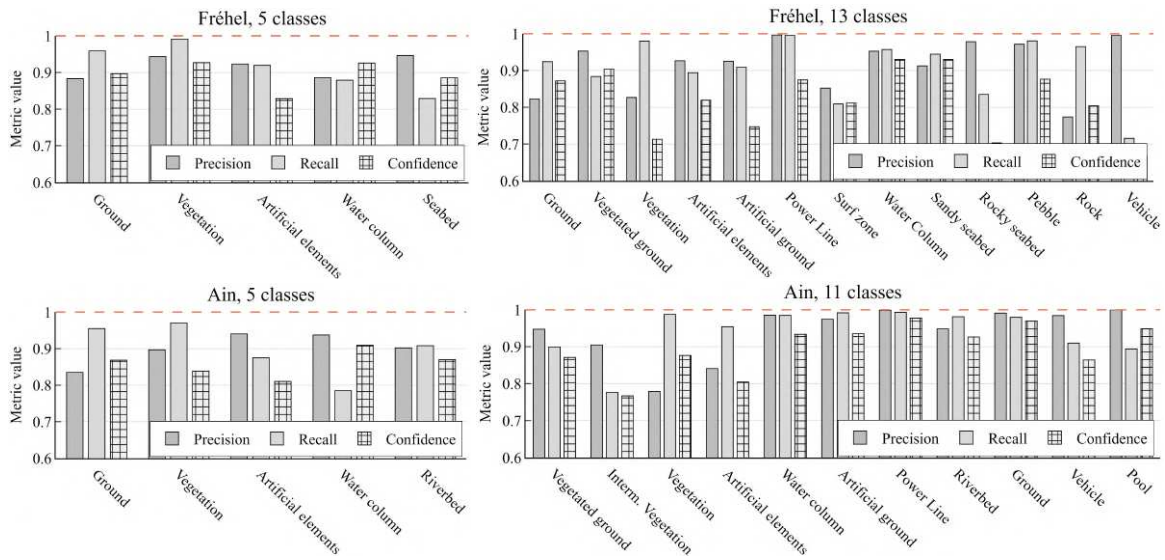 Fréhel, 5 classes
Metric value
1
0.9
0.8
0.7
0.6
Precision Recall Confidence
Ground
Vegetation
Artificial elements
Water column
Seabed
Fréhel, 13 classes
Metric value
1
0.9
0.8
0.7
0.6
Precision Recall Confidence
Ground
Vegetated ground
Vegetation
Artificial elements
Artificial ground
Power Line
Surf zone
Water Column
Sandy seabed
Rocky seabed
Pebble
Rock
Vehicle
Ain, 5 classes
Metric value
1
0.9
0.8
0.7
0.6
Precision Recall Confidence
Ground
Vegetation
Artificial elements
Water column
Riverbed
Ain, 11 classes
Metric value
1
0.9
0.8
0.7
0.6
Precision Recall Confidence
Vegetated ground
Interm. Vegetation
Vegetation
Artificial elements
Water column
Artificial ground
Power Line
Riverbed
Ground
Vehicle
Pool